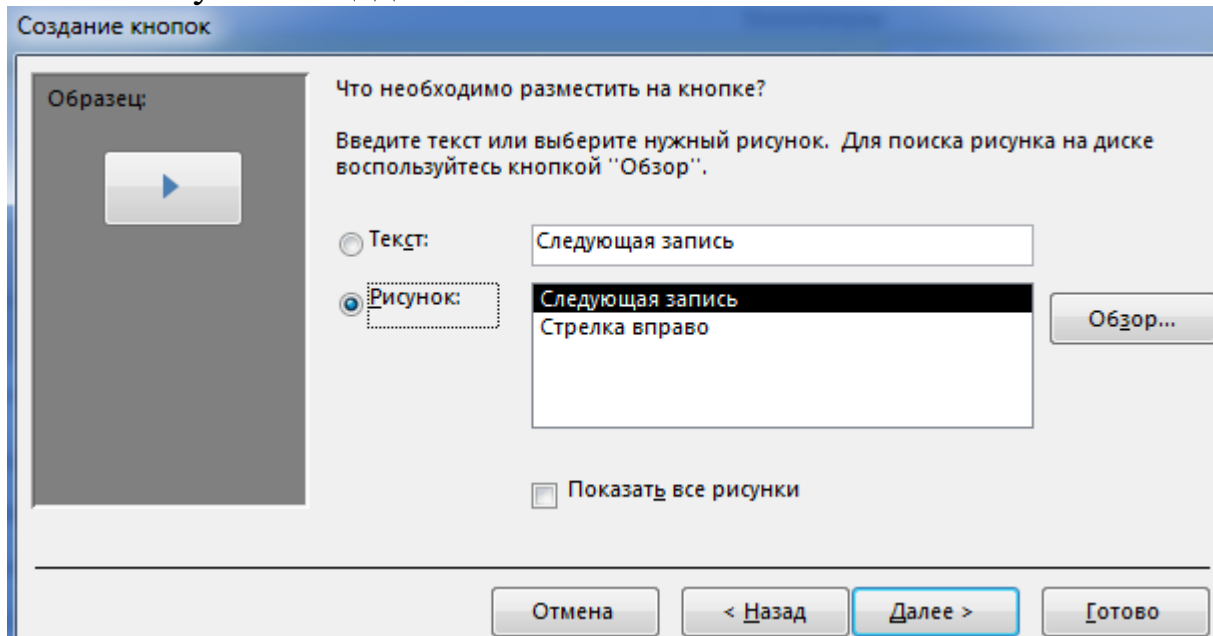 Создание кнопок
Образец:
Что необходимо разместить на кнопке?
Введите текст или выберите нужный рисунок. Для поиска рисунка на диске
воспользуйтесь кнопкой "Обзор".
Текст:
Следующая запись
Рисунок:
Следующая запись
Стрелка вправо
Обзор...
Показать все рисунки
Отмена
< Назад
Далее >
Готово